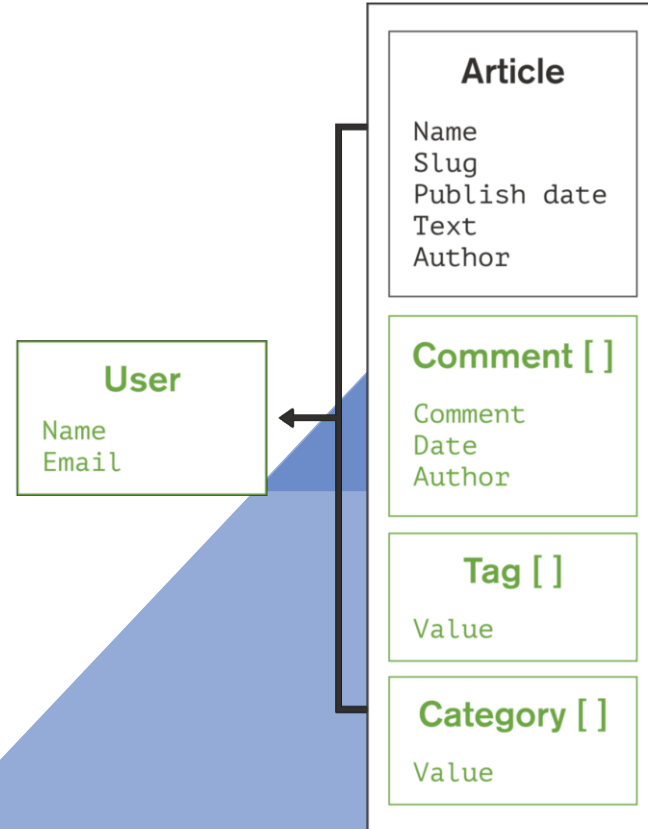 Article
Name
Slug
Publish date
Text
Author
User
Name
Email
Comment [ ]
Comment
Date
Author
Tag [ ]
Value
Category [ ]
Value